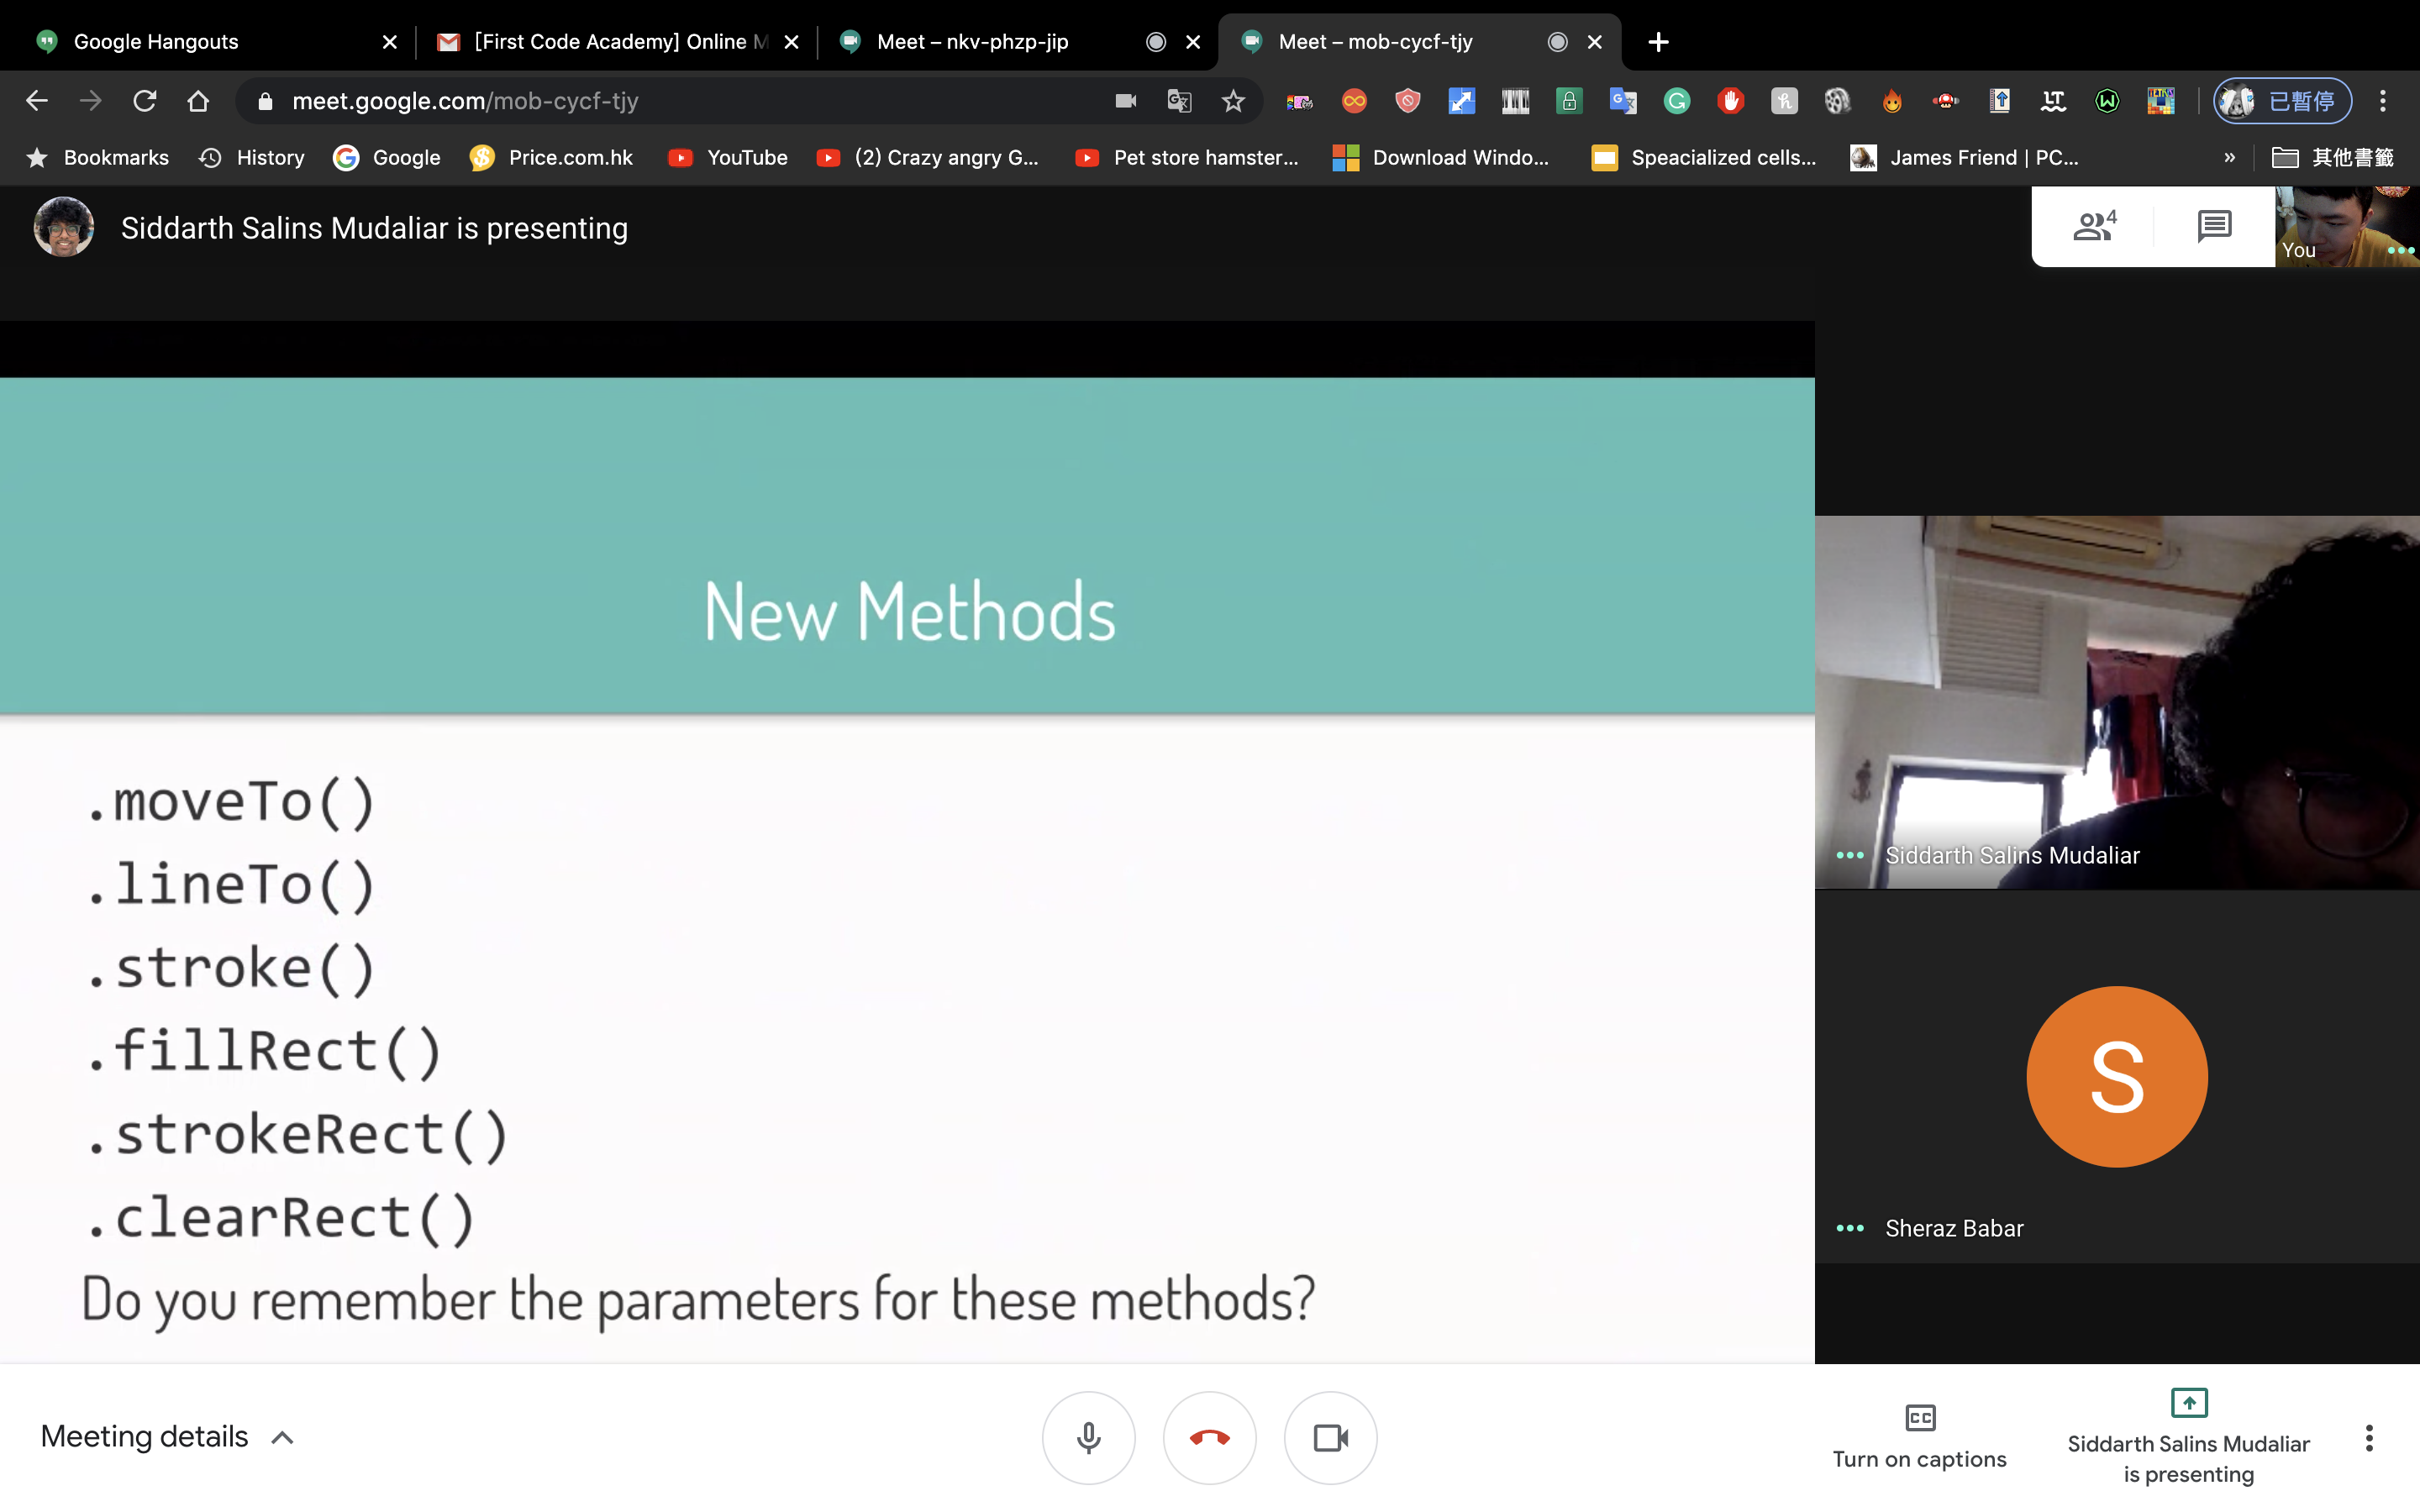 Google Hangouts
[First Code Academy] Online M
Meet – nkv-phzp-jip
Meet – mob-cycf-tjy
meet.google.com/mob-cycf-tjy
已暫停
Bookmarks
History
Google
Price.com.hk
YouTube
(2) Crazy angry G...
Pet store hamster...
Download Windo...
Speacialized cells...
James Friend | PC...
»
其他書籤
Siddarth Salins Mudaliar is presenting
4
You
New Methods
.moveTo()
.lineTo()
.stroke()
.fillRect()
.strokeRect()
.clearRect()
Do you remember the parameters for these methods?
Siddarth Salins Mudaliar
S
Sheraz Babar
Meeting details
CC
Turn on captions
Siddarth Salins Mudaliar
is presenting